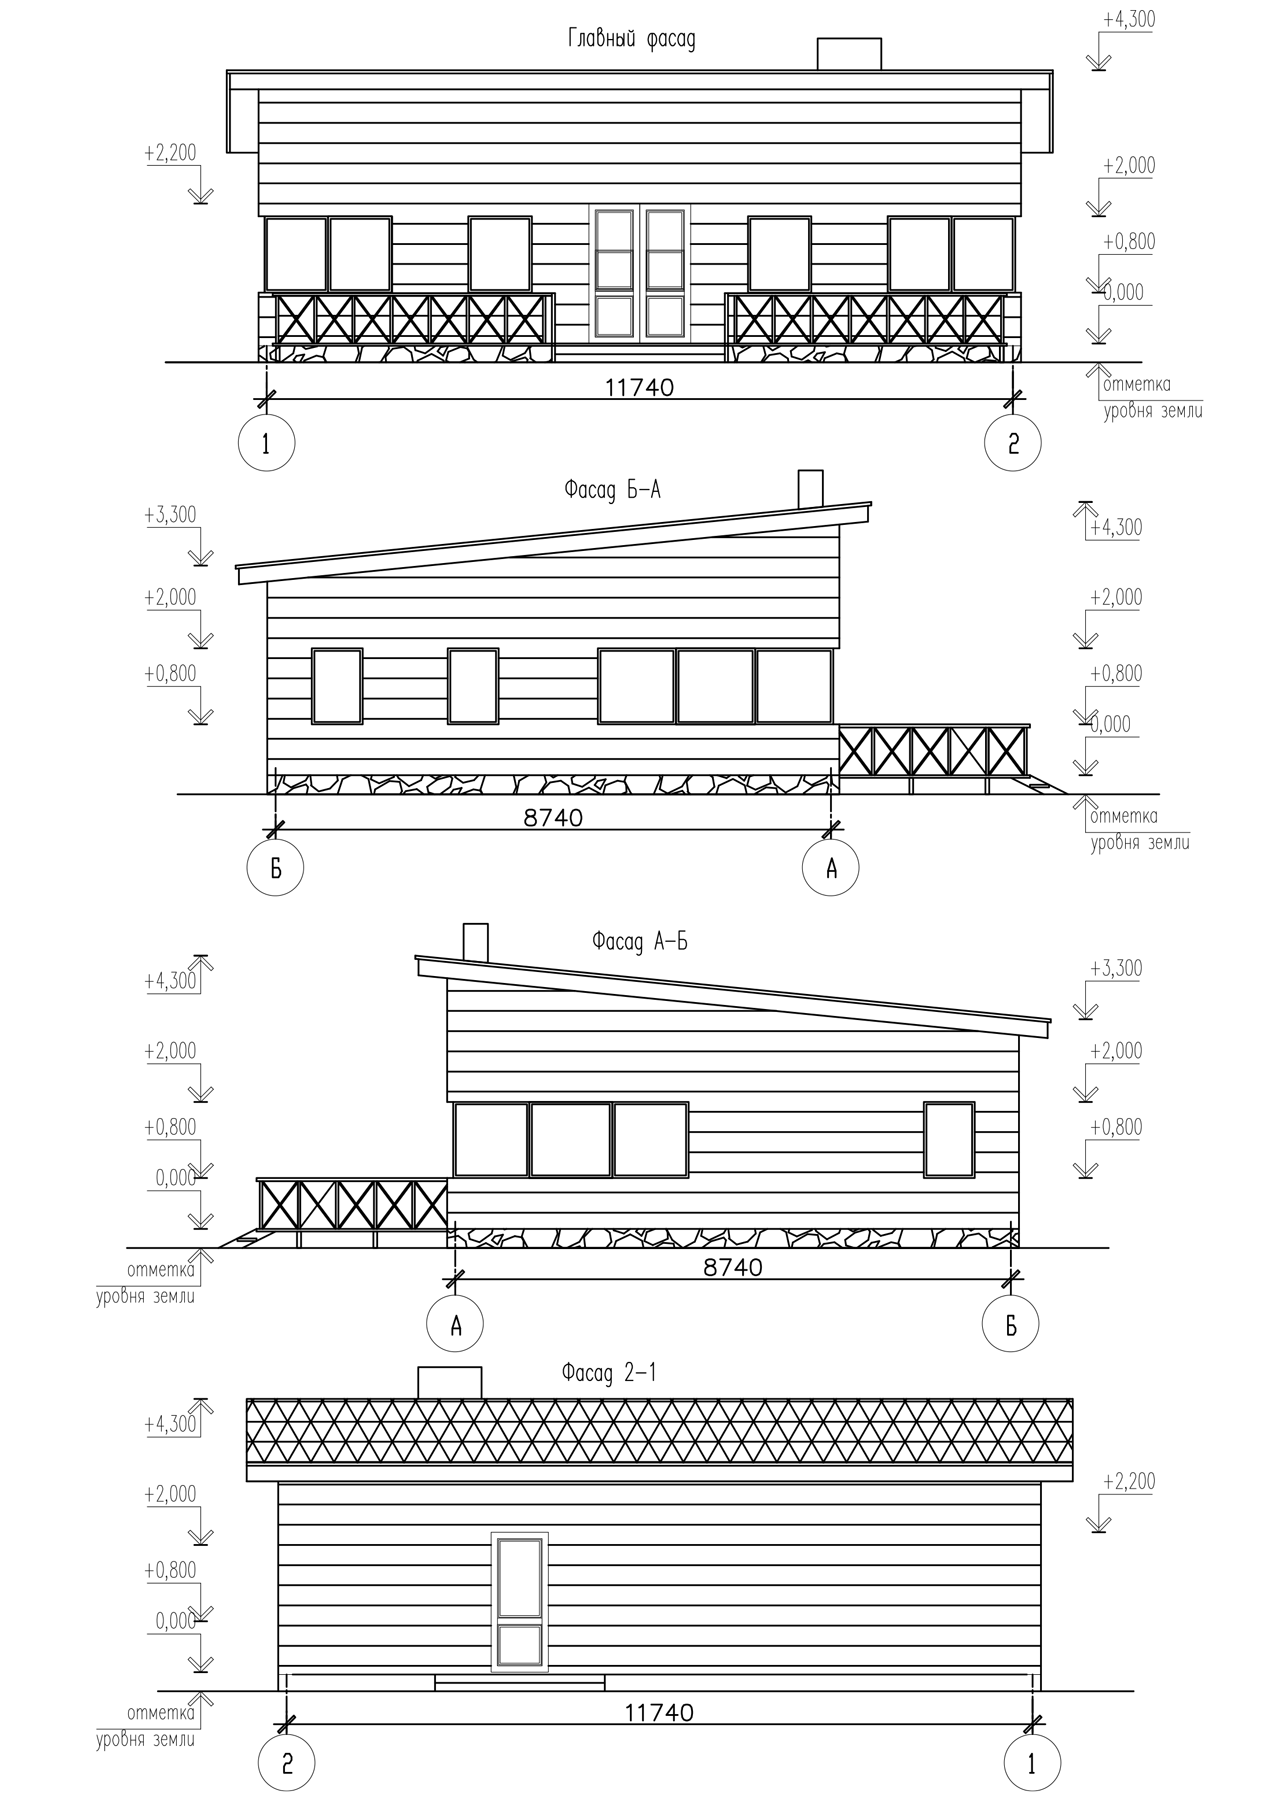 Главный фасад
+4,300
+2,200
+2,000
+0,800
0,000
отметка
уровня земли
11740
1
2
Фасад Б-А
+3,300
+4,300
+2,000
+2,000
+0,800
+0,800
0,000
отметка
уровня земли
8740
Б
А
Фасад А-Б
+4,300
+3,300
+2,000
+2,000
+0,800
+0,800
0,000
отметка
уровня земли
8740
А
Б
Фасад 2-1
+4,300
+2,000
+2,200
+0,800
0,000
отметка
уровня земли
11740
2
1